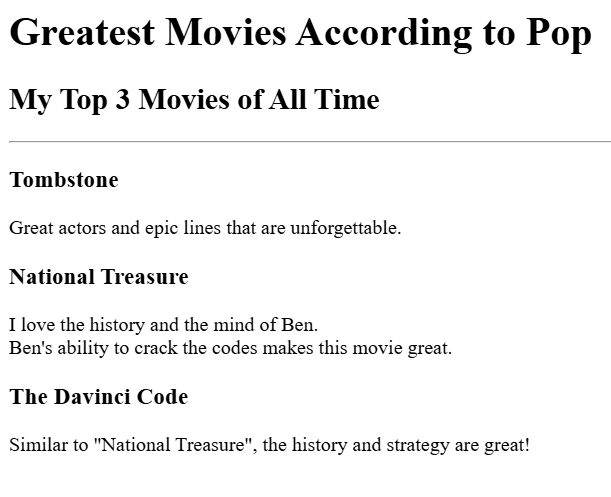 Greatest Movies According to Pop
My Top 3 Movies of All Time
Tombstone
Great actors and epic lines that are unforgettable.
National Treasure
I love the history and the mind of Ben.
Ben's ability to crack the codes makes this movie great.
The Davinci Code
Similar to "National Treasure", the history and strategy are great!